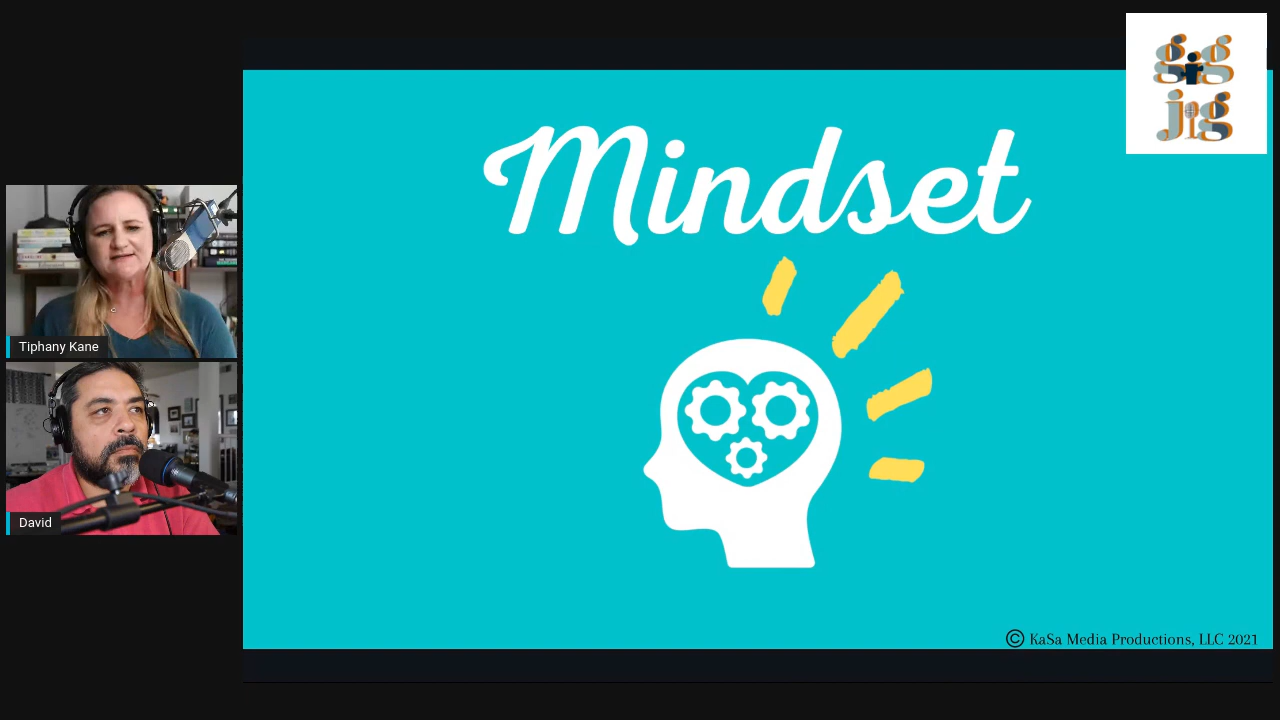 Mindset
gig
jig
Tiphany Kane
David
© KaSa Media Productions, LLC 2021